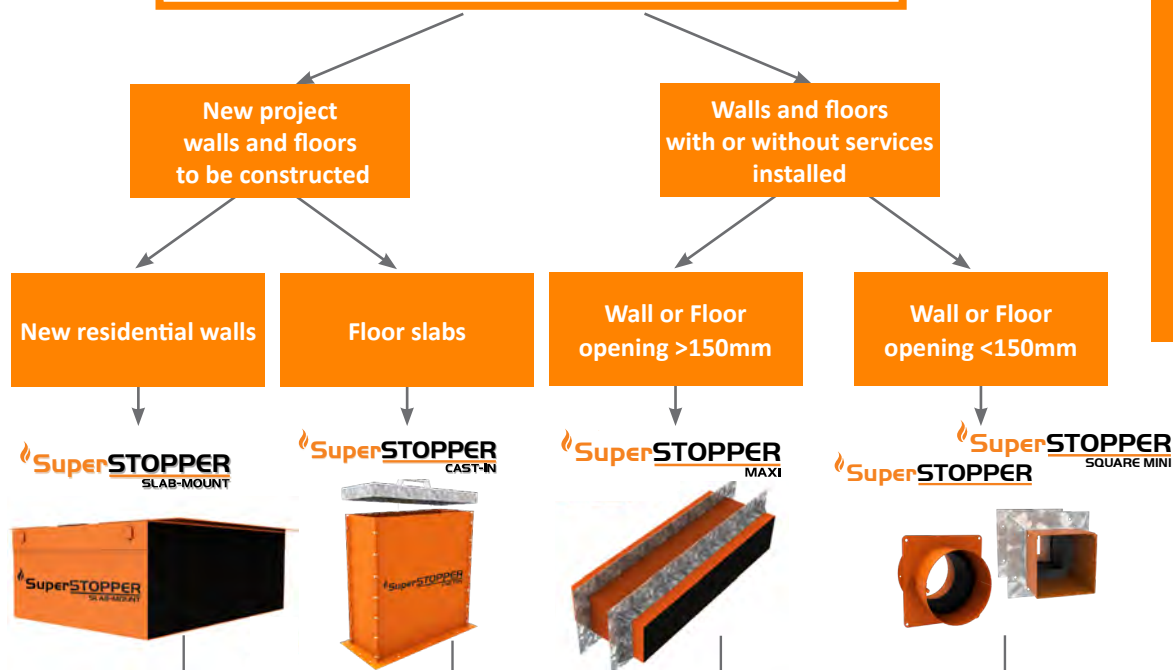 New project
walls and floors
to be constructed
Walls and floors
with or without services
installed
New residential walls
Floor slabs
Wall or Floor
opening >150mm
Wall or Floor
opening <150mm
SuperSTOPPER
SLAB-MOUNT
SuperSTOPPER
CAST-IN
SuperSTOPPER
MAXI
SuperSTOPPER
SuperSTOPPER
SQUARE MINI
SuperSTOPPER
SLAB-MOUNT
SuperSTOPPER